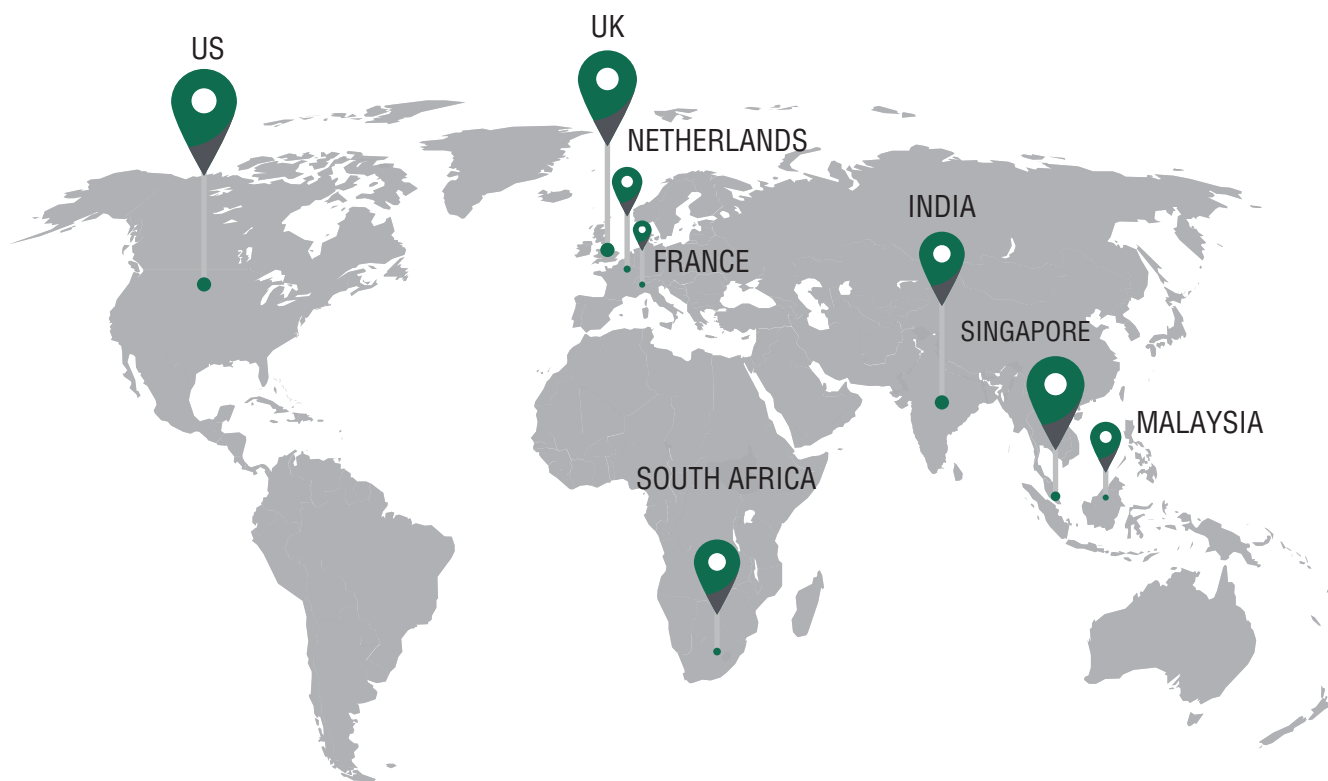 US
UK
NETHERLANDS
FRANCE
INDIA
SINGAPORE
MALAYSIA
SOUTH AFRICA